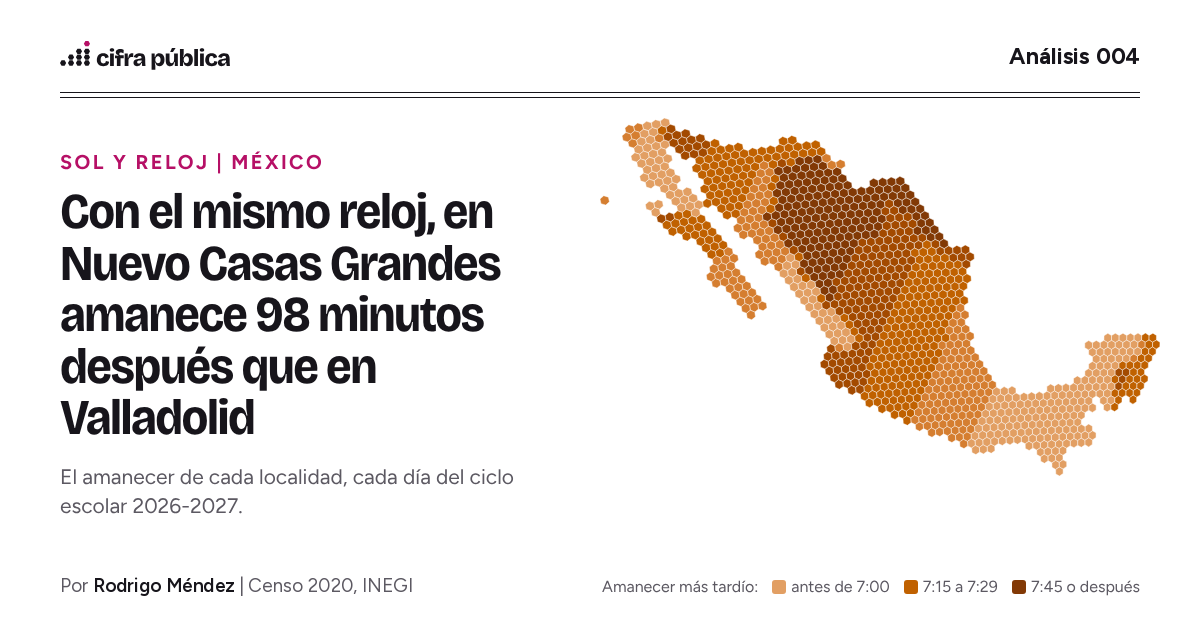 cifra pública
Análisis 004
SOL Y RELOJ | MÉXICO
Con el mismo reloj, en
Nuevo Casas Grandes
amanece 98 minutos
después que en
Valladolid
El amanecer de cada localidad, cada día del ciclo
escolar 2026-2027.
Por Rodrigo Méndez | Censo 2020, INEGI
Amanecer más tardío: antes de 7:00 7:15 a 7:29 7:45 o después